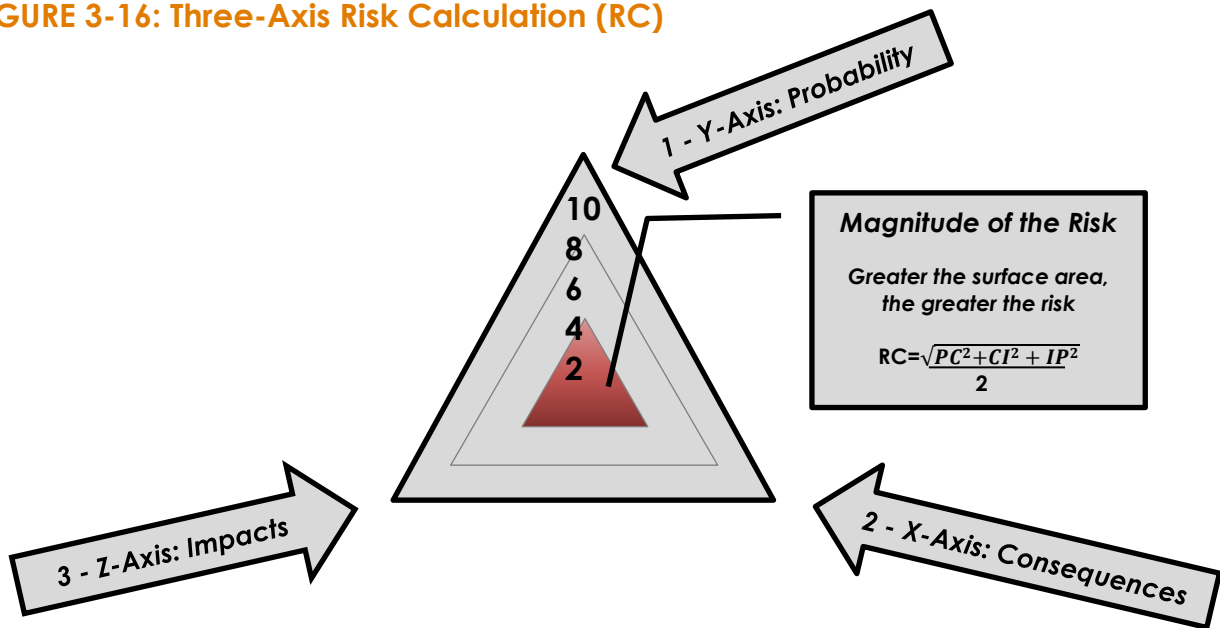 GURE 3-16: Three-Axis Risk Calculation (RC)
1 - Y-Axis: Probability
10
8
6
4
2
Magnitude of the Risk
Greater the surface area,
the greater the risk
RC=√PC²+CI² + IP²
2
3 - Z-Axis: Impacts
2 - X-Axis: Consequences